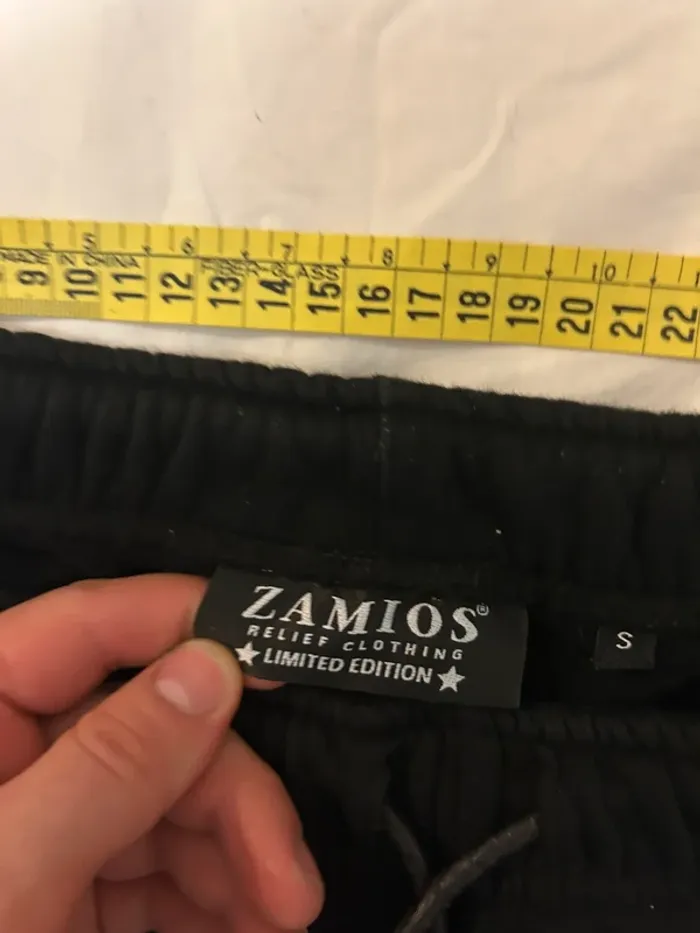 5 6 7 8 9 10
MADE IN CHINA FIBER-GLASS
9 10 11 12 13 14 15 16 17 18 19 20 21 22
ZAMIOS®
RELIEF CLOTHING
★ LIMITED EDITION ★
S